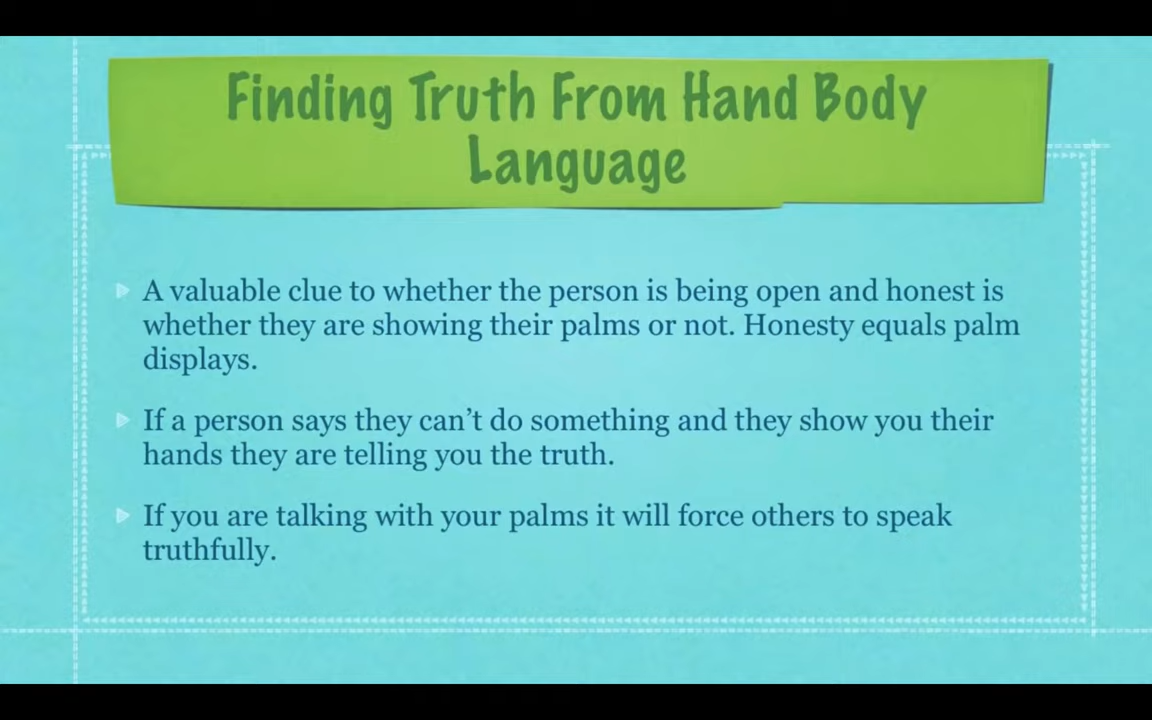 Finding Truth From Hand Body
Language
A valuable clue to whether the person is being open and honest is
whether they are showing their palms or not. Honesty equals palm
displays.
If a person says they can’t do something and they show you their
hands they are telling you the truth.
If you are talking with your palms it will force others to speak
truthfully.